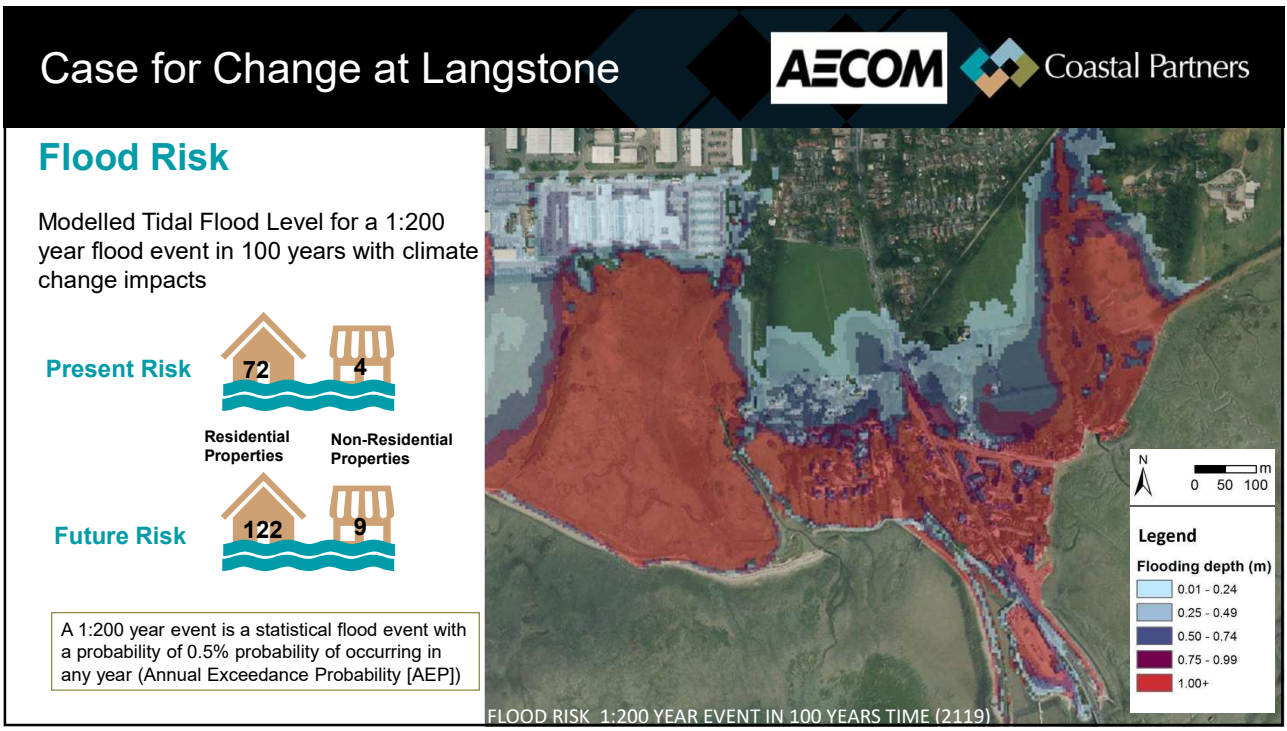 Case for Change at Langstone
AECOM
Coastal Partners
Flood Risk
Modelled Tidal Flood Level for a 1:200
year flood event in 100 years with climate
change impacts
Present Risk
72
4
Residential
Properties
Non-Residential
Properties
Future Risk
122
9
A 1:200 year event is a statistical flood event with
a probability of 0.5% probability of occurring in
any year (Annual Exceedance Probability [AEP])
FLOOD RISK 1:200 YEAR EVENT IN 100 YEARS TIME (2119)
N
m
0 50 100
Legend
Flooding depth (m)
0.01 - 0.24
0.25 - 0.49
0.50 - 0.74
0.75 - 0.99
1.00+